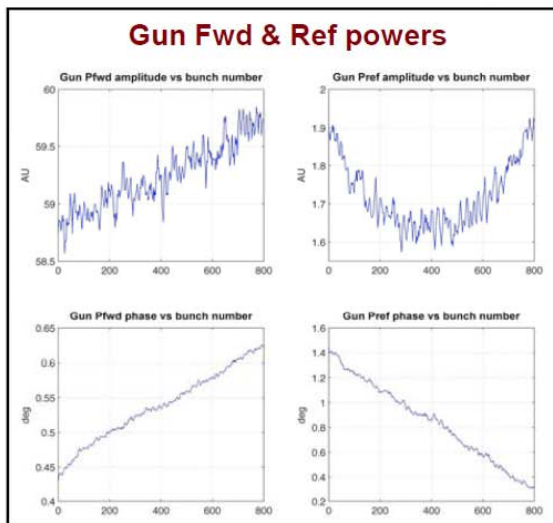 Gun Fwd & Ref powers
Gun Pfwd amplitude vs bunch number
60
59.5
59
58.5
AU
0 200 400 600 800
Gun Pref amplitude vs bunch number
2
1.9
1.8
1.7
1.6
AU
0 200 400 600 800
Gun Pfwd phase vs bunch number
0.65
0.6
0.55
0.5
0.45
0.4
deg
0 200 400 600 800
Gun Pref phase vs bunch number
1.6
1.4
1.2
1
0.8
0.6
0.4
0.2
deg
0 200 400 600 800